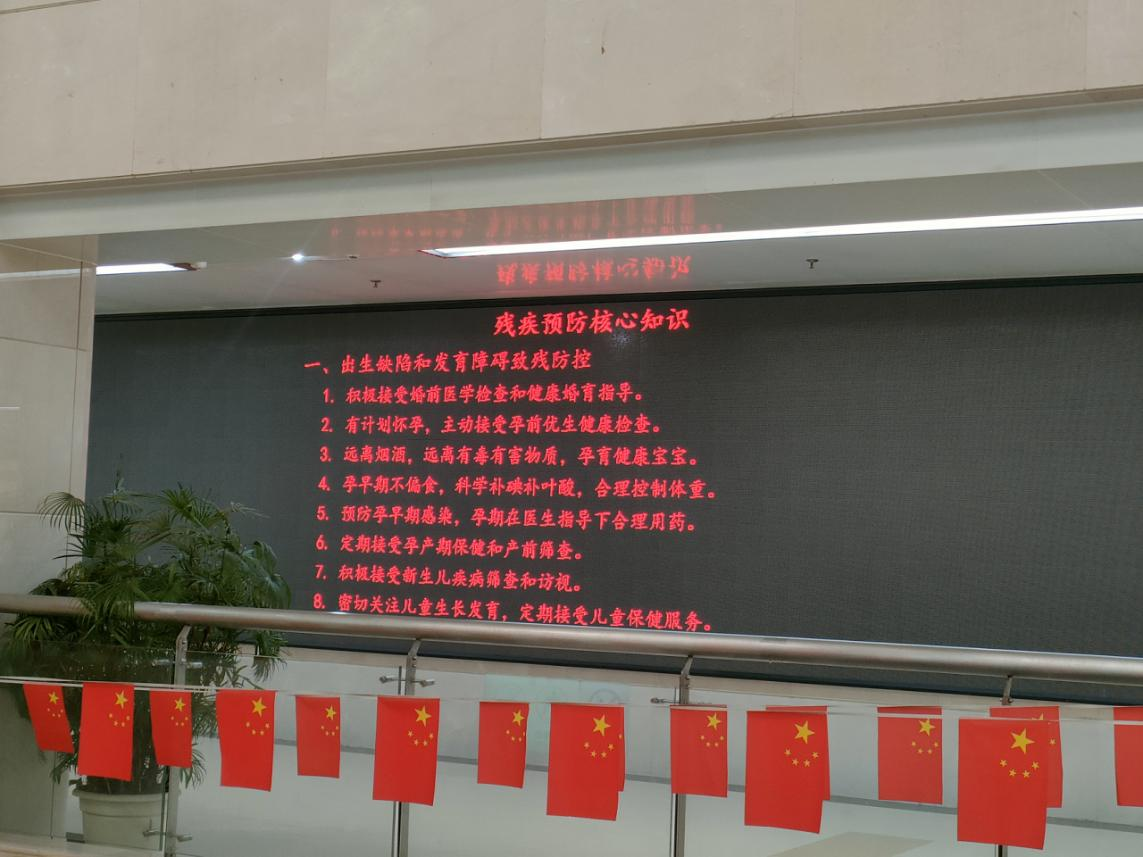 残疾预防核心知识
一、出生缺陷和发育障碍致残防控
1. 积极接受婚前医学检查和健康婚育指导。
2. 有计划怀孕，主动接受孕前优生健康检查。
3. 远离烟酒，远离有毒有害物质，孕育健康宝宝。
4. 孕早期不偏食，科学补碘补叶酸，合理控制体重。
5. 预防孕早期感染，孕期在医生指导下合理用药。
6. 定期接受孕产期保健和产前筛查。
7. 积极接受新生儿疾病筛查和访视。
8. 密切关注儿童生长发育，定期接受儿童保健服务。